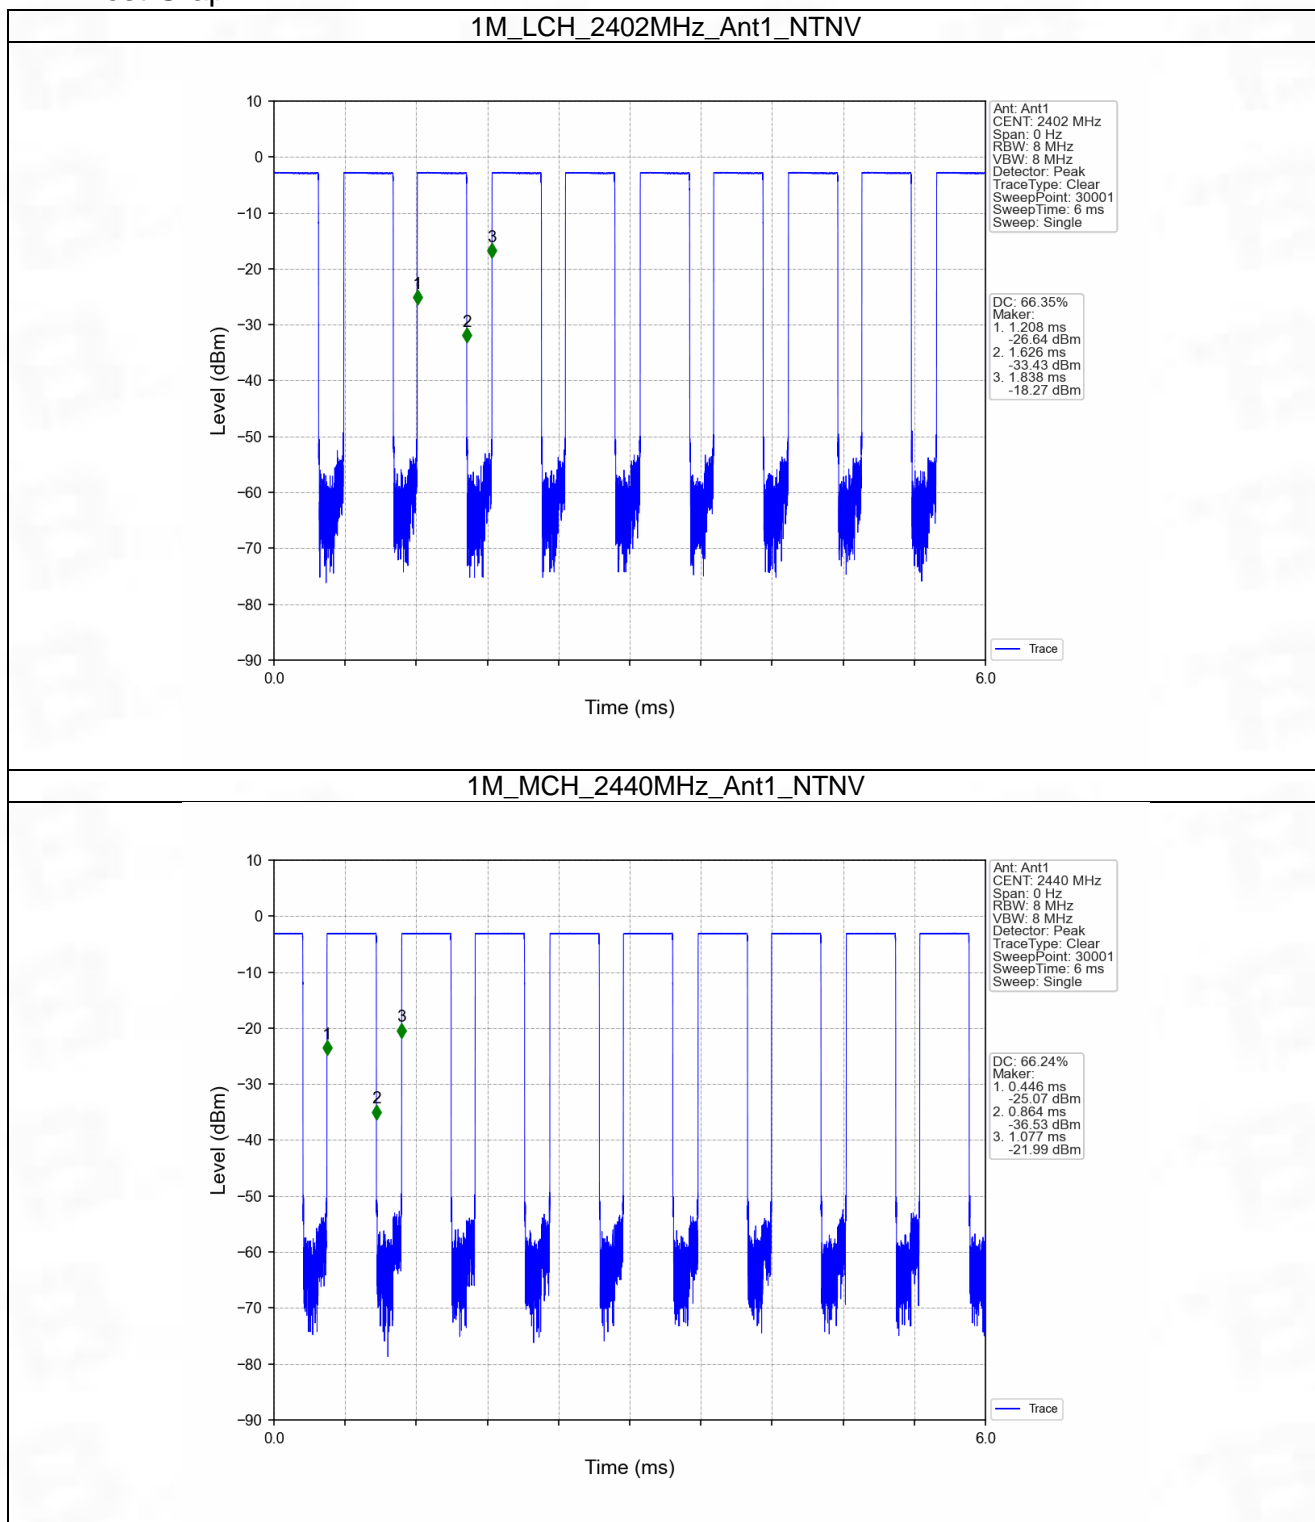 1M_LCH_2402MHz_Ant1_NTNV
10
0
−10
−20
−30
−40
−50
−60
−70
−80
−90
Level (dBm)
1
2
3
0.0
6.0
Time (ms)
Ant: Ant1
CENT: 2402 MHz
Span: 0 Hz
RBW: 8 MHz
VBW: 8 MHz
Detector: Peak
TraceType: Clear
SweepPoint: 30001
SweepTime: 6 ms
Sweep: Single
DC: 66.35%
Maker:
1. 1.208 ms
-26.64 dBm
2. 1.626 ms
-33.43 dBm
3. 1.838 ms
-18.27 dBm
Trace
1M_MCH_2440MHz_Ant1_NTNV
10
0
−10
−20
−30
−40
−50
−60
−70
−80
−90
Level (dBm)
1
2
3
0.0
6.0
Time (ms)
Ant: Ant1
CENT: 2440 MHz
Span: 0 Hz
RBW: 8 MHz
VBW: 8 MHz
Detector: Peak
TraceType: Clear
SweepPoint: 30001
SweepTime: 6 ms
Sweep: Single
DC: 66.24%
Maker:
1. 0.446 ms
-25.07 dBm
2. 0.864 ms
-36.53 dBm
3. 1.077 ms
-21.99 dBm
Trace